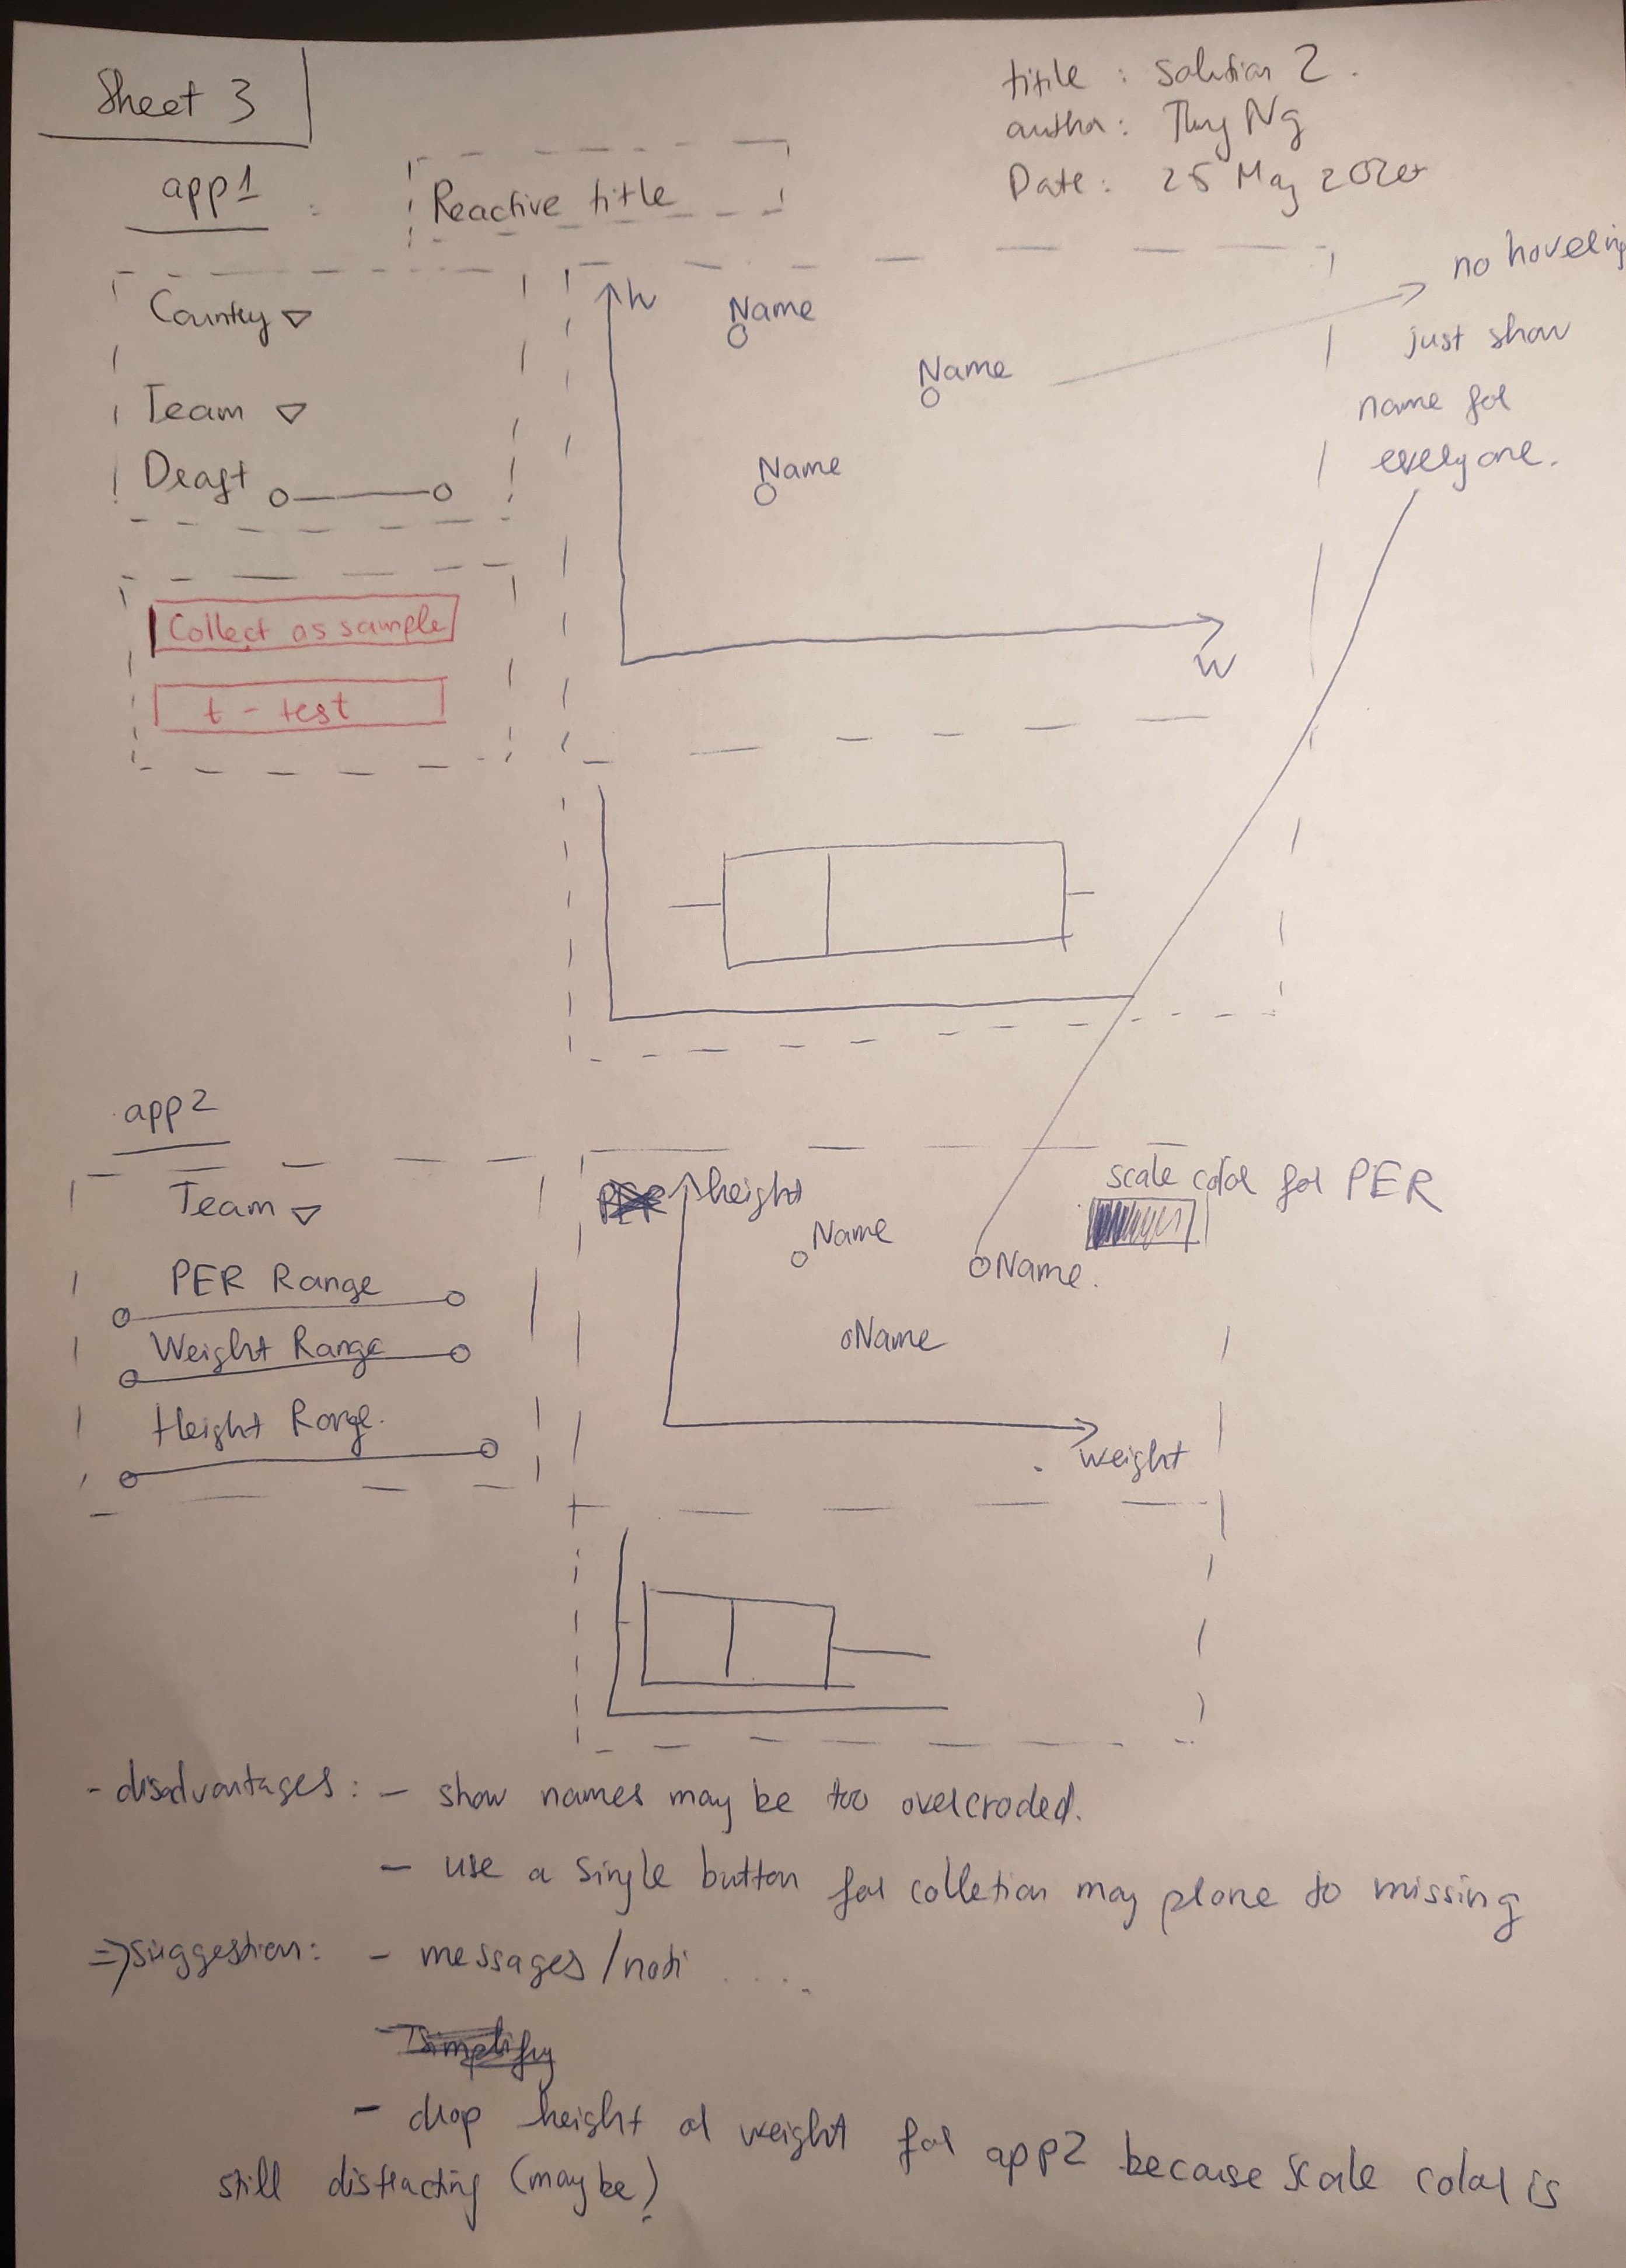 Sheet 3
titile : Solution 2.
author: Thuy Ng
Date: 25 May
app1 :
Reactive title
Country ▽
Team ▽
Draft
Collect as sample
t - test
h
Name
Name
Name
w
no hovering
just show
name for
everyone.
app2
Team ▽
PER Range
Weight Range
Height Range.
height
Name
Name.
Name
weight
scale color for PER
- disadvantages: - show names may be too overcroded.
- use a single button for colletion may prone to missing
=> suggestion: - messages / noti ....
- drop height or weight for app2 because scale color is
still distracting (maybe)